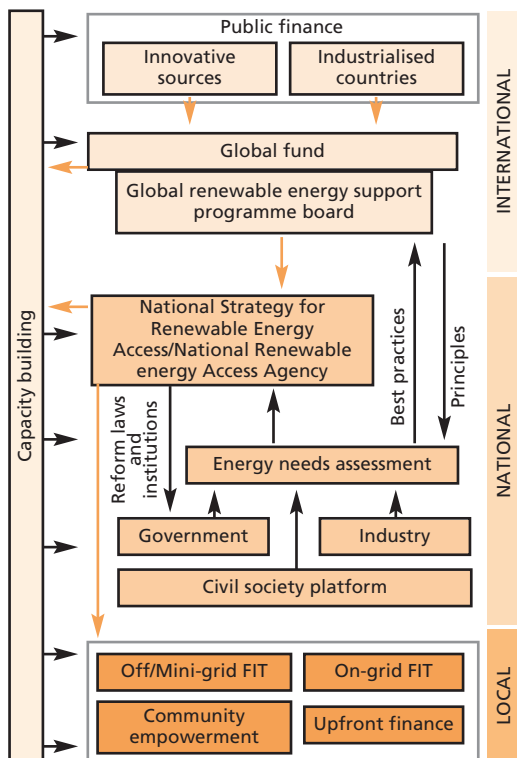 Public finance
Innovative
sources
Industrialised
countries
Global fund
Global renewable energy support
programme board
INTERNATIONAL
Capacity building
National Strategy for
Renewable Energy
Access/National Renewable
energy Access Agency
Best practices
Principles
Reform laws
and
institutions
Energy needs assessment
Government
Industry
Civil society platform
NATIONAL
Off/Mini-grid FIT
On-grid FIT
Community
empowerment
Upfront finance
LOCAL